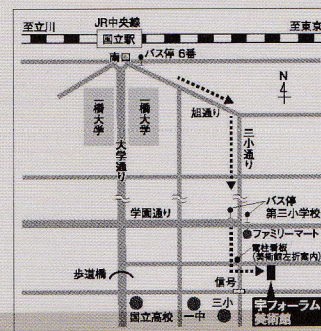 至立川
JR中央線
至東京
国立駅
南口
バス停 6番
N
旭通り
一橋大学
一橋大学
大学通り
三小通り
バス停
第三小学校
学園通り
ファミリーマート
電柱看板
(美術館左折案内)
歩道橋
信号
宇フォーラム
美術館
国立高校
一中
三小